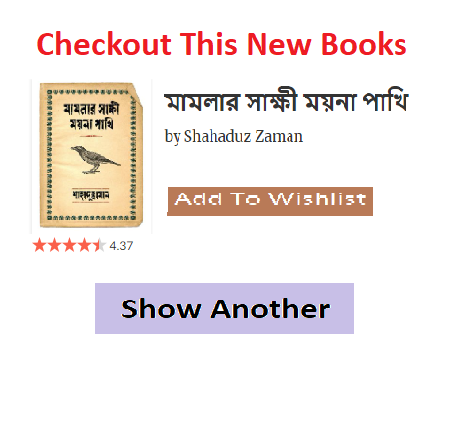 Checkout This New Books
মামলার সাক্ষী
ময়না পাখি
শাহাদুজ্জামান
মামলার সাক্ষী ময়না পাখি
by Shahaduz Zaman
Add To Wishlist
4.37
Show Another